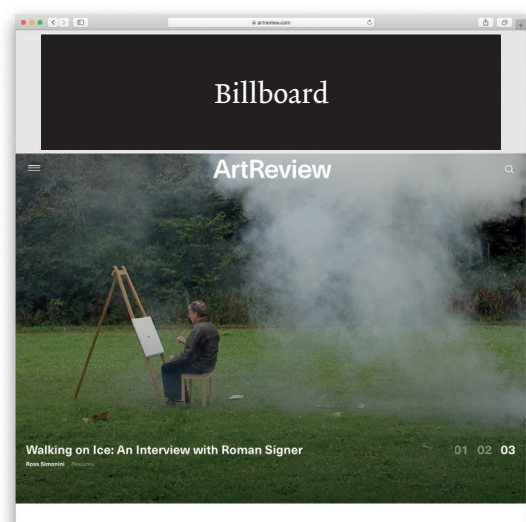 artreview.com
Billboard
ArtReview
Walking on Ice: An Interview with Roman Signer
01 02 03
Ross Simonini Features